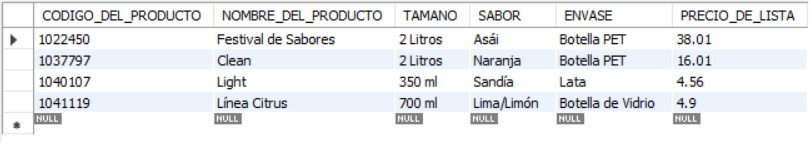 CODIGO_DEL_PRODUCTO NOMBRE_DEL_PRODUCTO TAMANO SABOR ENVASE PRECIO_DE_LISTA
1022450 Festival de Sabores 2 Litros Asái Botella PET 38.01
1037797 Clean 2 Litros Naranja Botella PET 16.01
1040107 Light 350 ml Sandía Lata 4.56
1041119 Línea Citrus 700 ml Lima/Limón Botella de Vidrio 4.9
NULL NULL NULL NULL NULL NULL